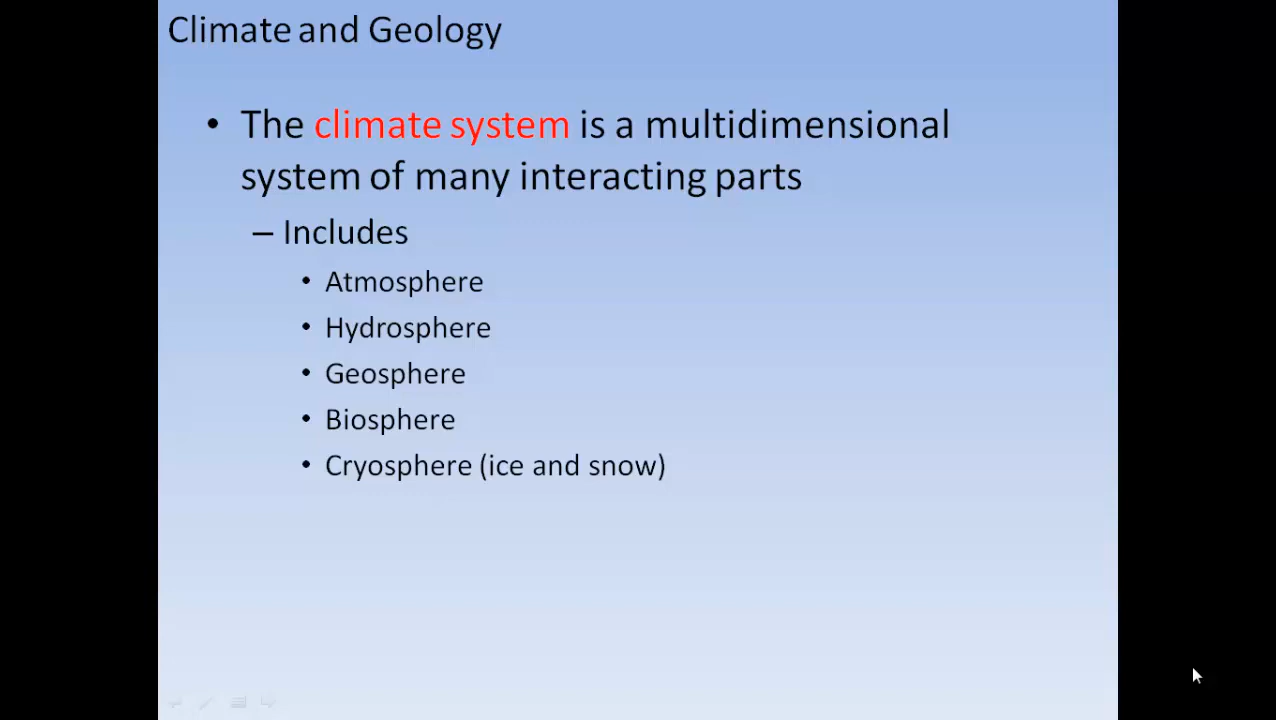 Climate and Geology
• The climate system is a multidimensional
system of many interacting parts
– Includes
• Atmosphere
• Hydrosphere
• Geosphere
• Biosphere
• Cryosphere (ice and snow)